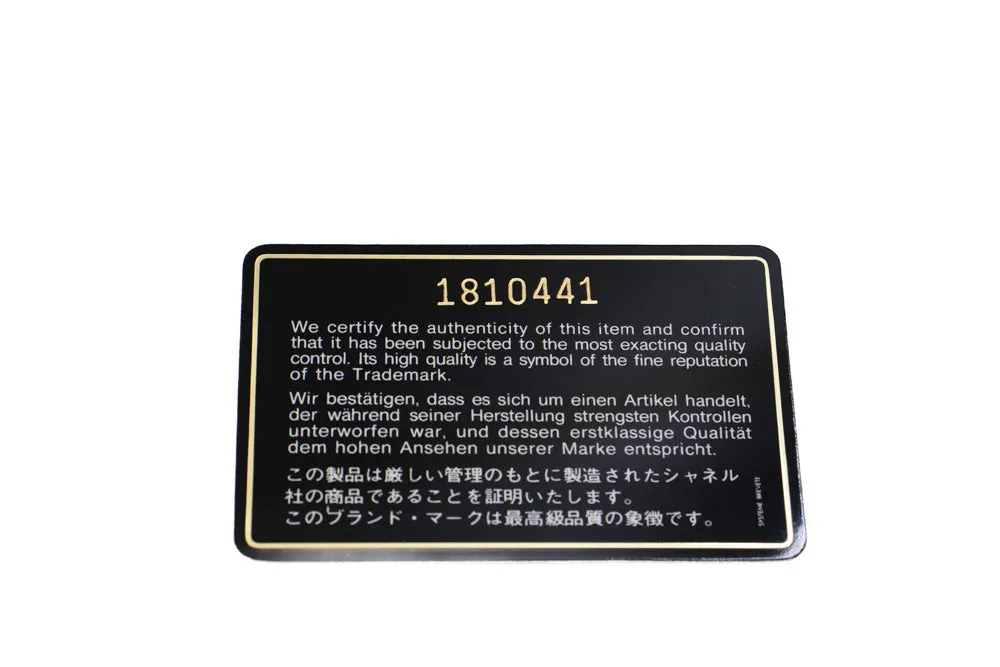 1810441
We certify the authenticity of this item and confirm
that it has been subjected to the most exacting quality
control. Its high quality is a symbol of the fine reputation
of the Trademark.
Wir bestätigen, dass es sich um einen Artikel handelt,
der während seiner Herstellung strengsten Kontrollen
unterworfen war, und dessen erstklassige Qualität
dem hohen Ansehen unserer Marke entspricht.
この製品は厳しい管理のもとに製造されたシャネル
社の商品であることを証明いたします。
このブランド・マークは最高級品質の象徴です。
SYSTEME BREVETE